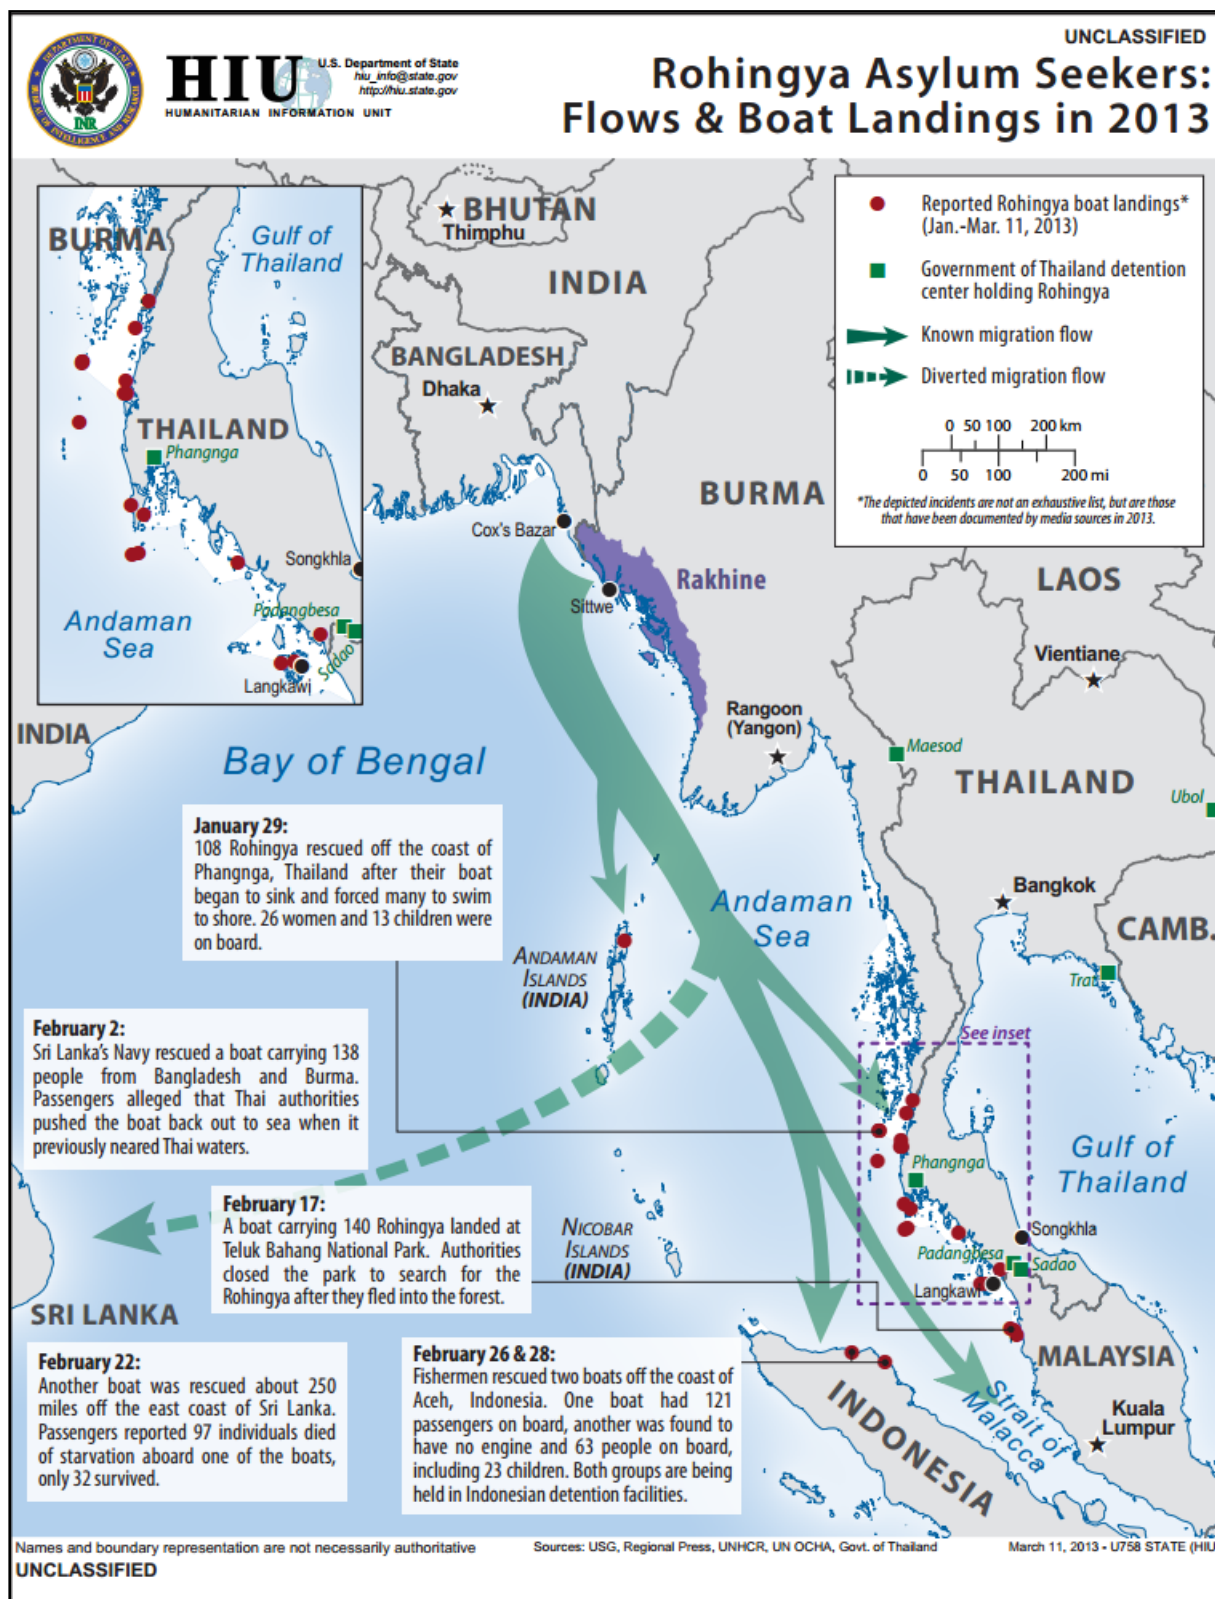 UNCLASSIFIED
HIU
U.S. Department of State
hiu_info@state.gov
http://hiu.state.gov
HUMANITARIAN INFORMATION UNIT
DEPARTMENT OF STATE
BUREAU OF INTELLIGENCE AND RESEARCH
INR
Rohingya Asylum Seekers:
Flows & Boat Landings in 2013
Reported Rohingya boat landings*
(Jan.-Mar. 11, 2013)
Government of Thailand detention
center holding Rohingya
Known migration flow
Diverted migration flow
0 50 100 200 km
0 50 100 200 mi
*The depicted incidents are not an exhaustive list, but are those
that have been documented by media sources in 2013.
BURMA
Gulf of
Thailand
THAILAND
Phangnga
Songkhla
Andaman
Sea
Padangbesa
Sadao
Langkawi
BHUTAN
Thimphu
INDIA
BANGLADESH
Dhaka
BURMA
Cox's Bazar
Rakhine
Sittwe
LAOS
Vientiane
INDIA
Rangoon
(Yangon)
Bay of Bengal
Maesod
THAILAND
Ubol
January 29:
108 Rohingya rescued off the coast of
Phangnga, Thailand after their boat
began to sink and forced many to swim
to shore. 26 women and 13 children were
on board.
Bangkok
Andaman
Sea
CAMB.
ANDAMAN
ISLANDS
(INDIA)
Trat
February 2:
Sri Lanka's Navy rescued a boat carrying 138
people from Bangladesh and Burma.
Passengers alleged that Thai authorities
pushed the boat back out to sea when it
previously neared Thai waters.
See inset
Gulf of
Thailand
Phangnga
February 17:
A boat carrying 140 Rohingya landed at
Teluk Bahang National Park. Authorities
closed the park to search for the
Rohingya after they fled into the forest.
NICOBAR
ISLANDS
(INDIA)
Songkhla
Padangbesa
Sadao
Langkawi
SRI LANKA
February 22:
Another boat was rescued about 250
miles off the east coast of Sri Lanka.
Passengers reported 97 individuals died
of starvation aboard one of the boats,
only 32 survived.
February 26 & 28:
Fishermen rescued two boats off the coast of
Aceh, Indonesia. One boat had 121
passengers on board, another was found to
have no engine and 63 people on board,
including 23 children. Both groups are being
held in Indonesian detention facilities.
MALAYSIA
INDONESIA
Strait of
Malacca
Kuala
Lumpur
Names and boundary representation are not necessarily authoritative
Sources: USG, Regional Press, UNHCR, UN OCHA, Govt. of Thailand
March 11, 2013 - U758 STATE (HIU
UNCLASSIFIED